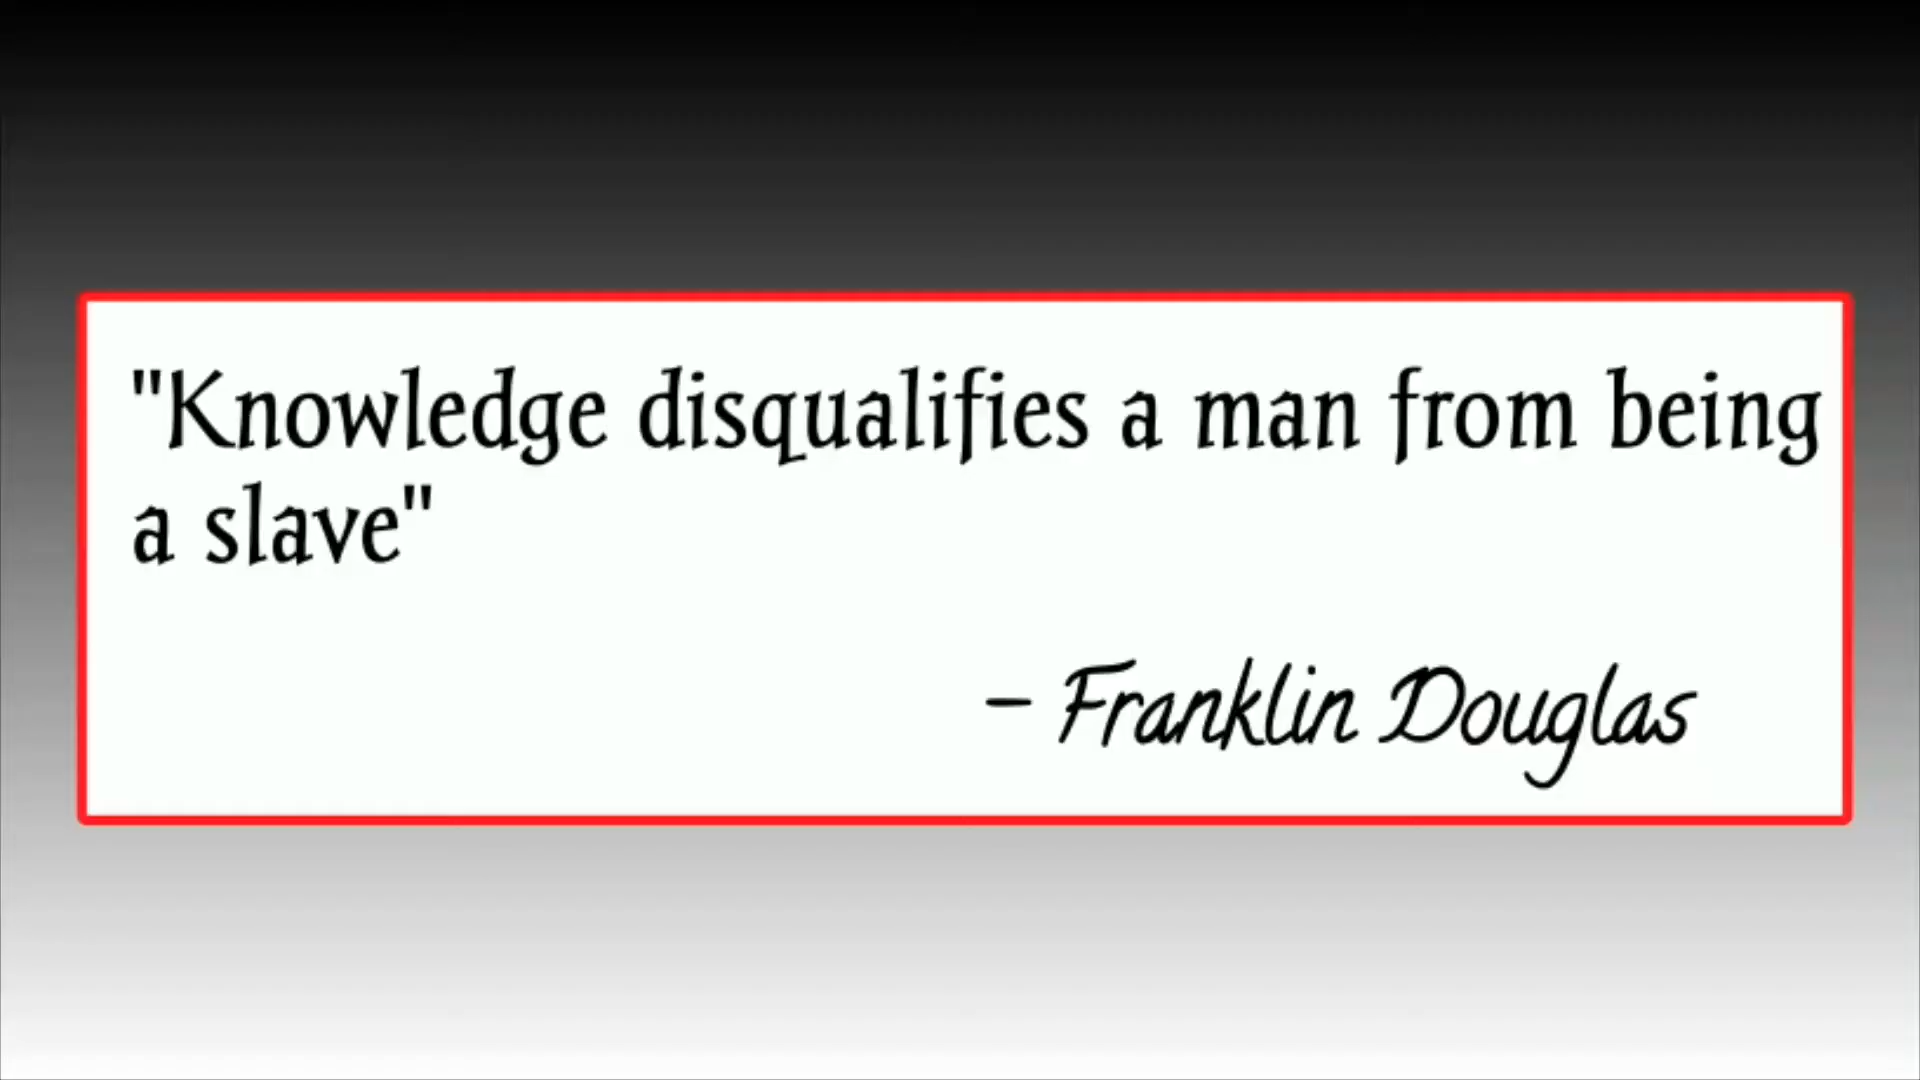 "Knowledge disqualifies a man from being
a slave"
– Franklin Douglas